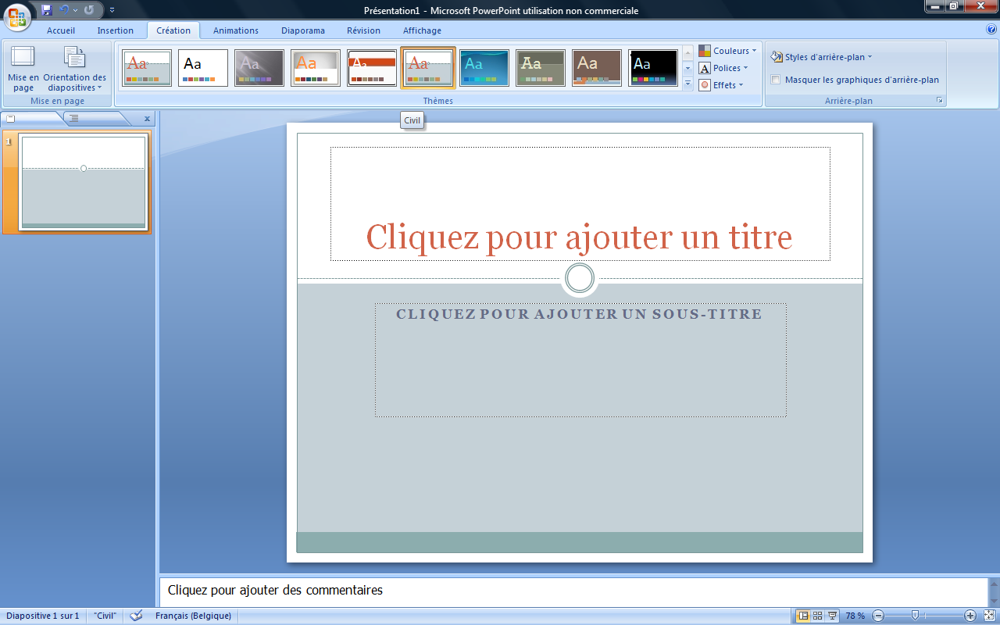 Présentation1 - Microsoft PowerPoint utilisation non commerciale
Accueil Insertion Création Animations Diaporama Révision Affichage
Mise en page
Orientation des diapositives
Mise en page
Aa Aa Aa Aa Aa Aa Aa Aa Aa Aa
Thèmes
Couleurs
Polices
Effets
Styles d'arrière-plan
Masquer les graphiques d'arrière-plan
Arrière-plan
Civil
1
Cliquez pour ajouter un titre
CLIQUEZ POUR AJOUTER UN SOUS-TITRE
Cliquez pour ajouter des commentaires
Diapositive 1 sur 1 "Civil" Français (Belgique) 78 %